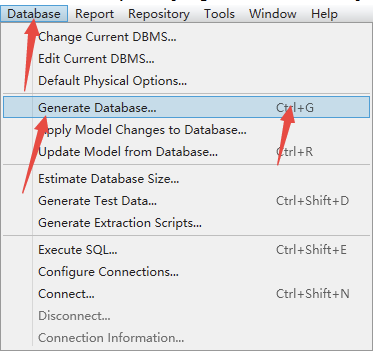 Database Report Repository Tools Window Help
Change Current DBMS...
Edit Current DBMS...
Default Physical Options...
Generate Database... Ctrl+G
Apply Model Changes to Database...
Update Model from Database... Ctrl+R
Estimate Database Size...
Generate Test Data... Ctrl+Shift+D
Generate Extraction Scripts...
Execute SQL... Ctrl+Shift+E
Configure Connections...
Connect... Ctrl+Shift+N
Disconnect...
Connection Information...